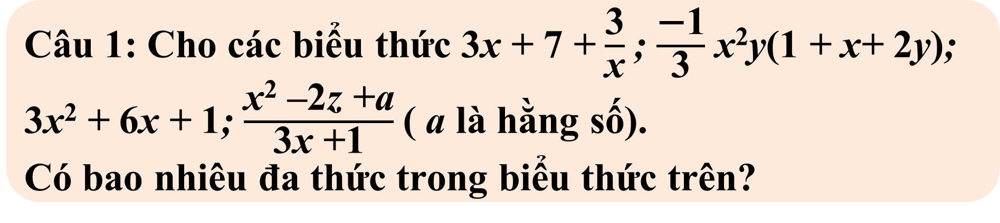 Câu 1: Cho các biểu thức 3x + 7 + 3/x ; −1/3 x²y(1 + x+ 2y);
3x² + 6x + 1; (x² –2z +a)/(3x +1) ( a là hằng số).
Có bao nhiêu đa thức trong biểu thức trên?